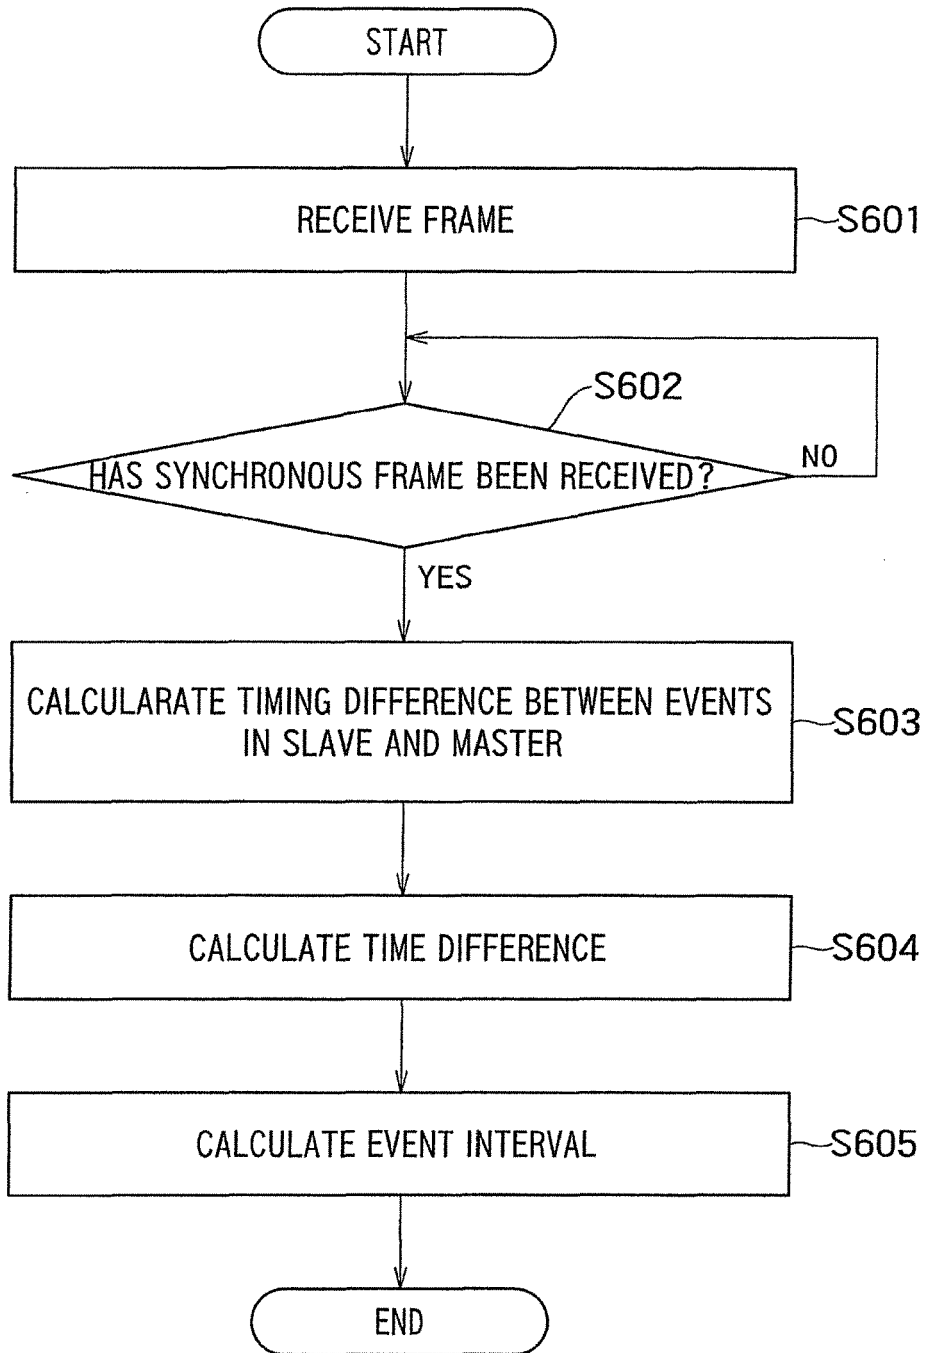 START
RECEIVE FRAME
S601
S602
HAS SYNCHRONOUS FRAME BEEN RECEIVED?
NO
YES
CALCULARATE TIMING DIFFERENCE BETWEEN EVENTS
IN SLAVE AND MASTER
S603
CALCULATE TIME DIFFERENCE
S604
CALCULATE EVENT INTERVAL
S605
END